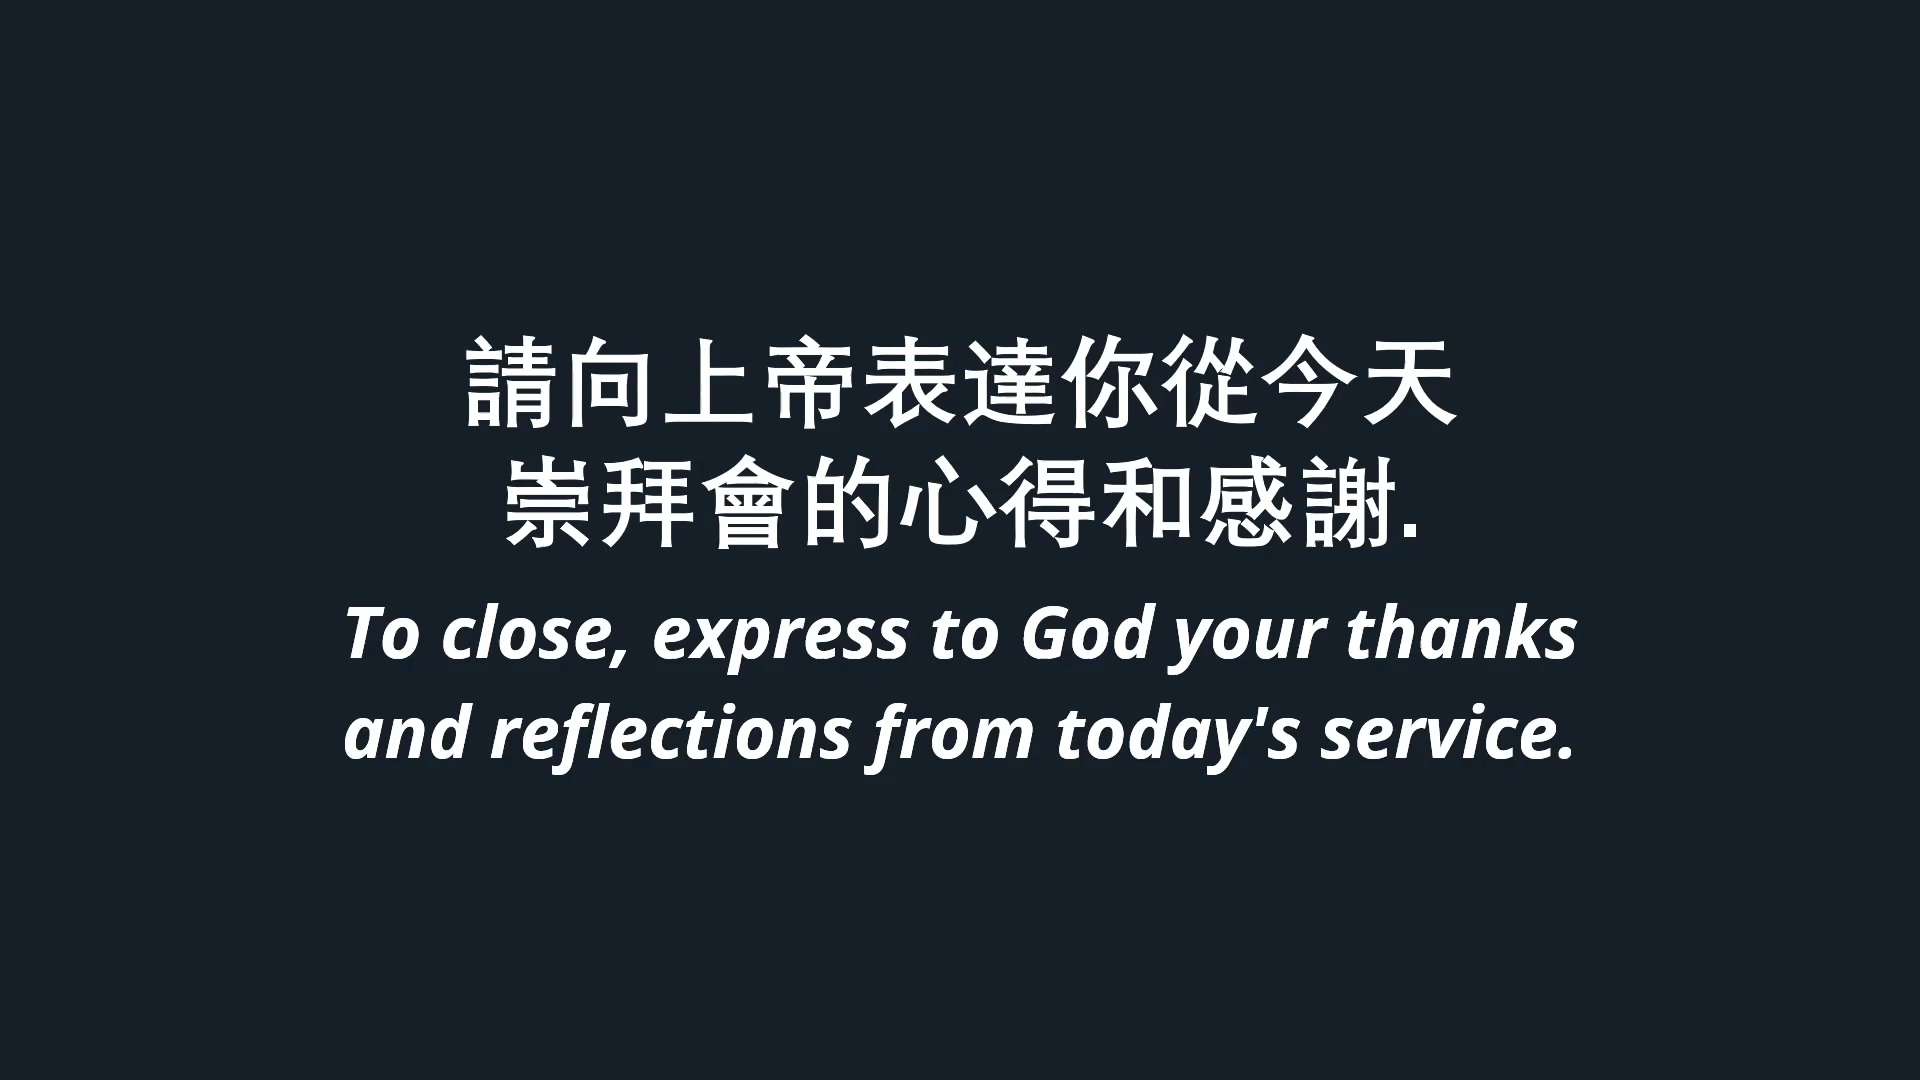 請向上帝表達你從今天
崇拜會的心得和感謝.
To close, express to God your thanks
and reflections from today's service.